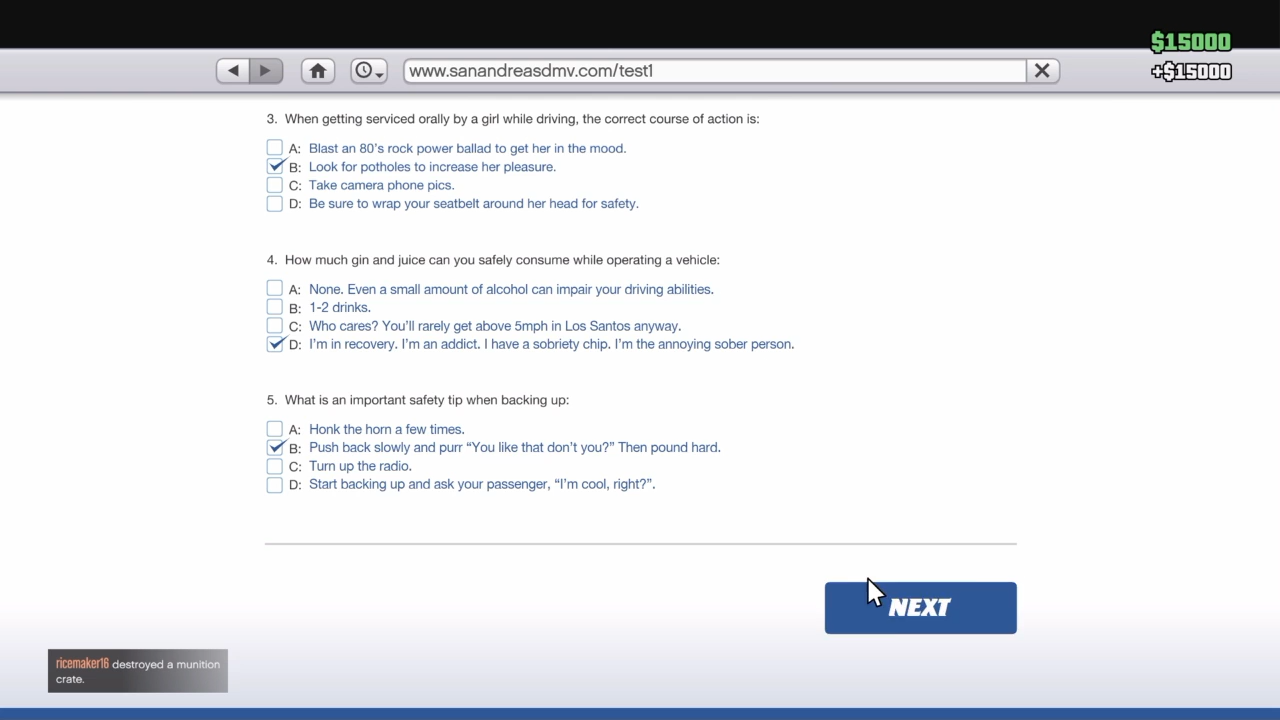 $15000
www.sanandreasdmv.com/test1
+$15000
3. When getting serviced orally by a girl while driving, the correct course of action is:
A: Blast an 80's rock power ballad to get her in the mood.
B: Look for potholes to increase her pleasure.
C: Take camera phone pics.
D: Be sure to wrap your seatbelt around her head for safety.
4. How much gin and juice can you safely consume while operating a vehicle:
A: None. Even a small amount of alcohol can impair your driving abilities.
B: 1-2 drinks.
C: Who cares? You'll rarely get above 5mph in Los Santos anyway.
D: I'm in recovery. I'm an addict. I have a sobriety chip. I'm the annoying sober person.
5. What is an important safety tip when backing up:
A: Honk the horn a few times.
B: Push back slowly and purr “You like that don't you?” Then pound hard.
C: Turn up the radio.
D: Start backing up and ask your passenger, “I'm cool, right?”.
NEXT
ricemaker16 destroyed a munition
crate.